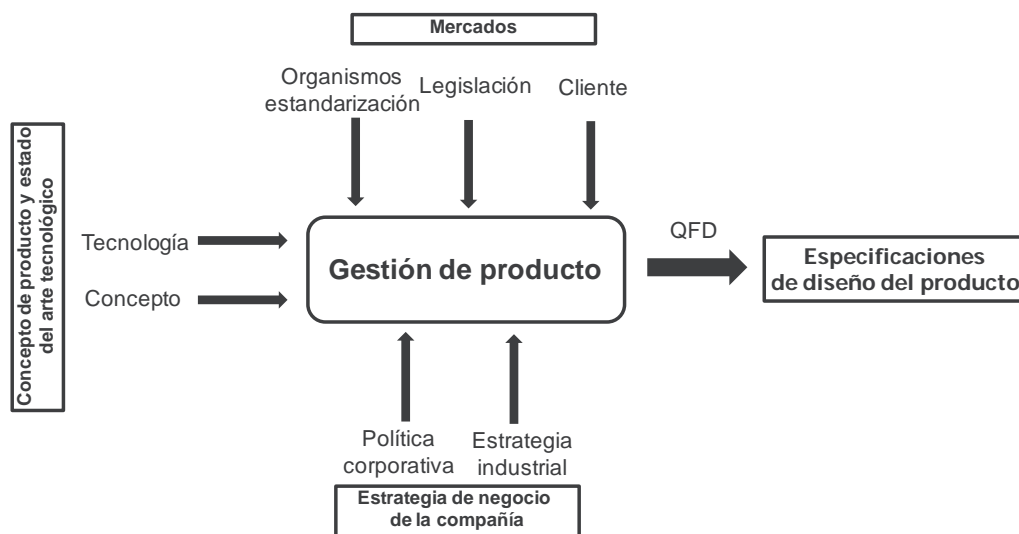 Mercados
Organismos
estandarización
Legislación
Cliente
Concepto de producto y estado
del arte tecnológico
Tecnología
Concepto
Gestión de producto
QFD
Especificaciones
de diseño del producto
Política
corporativa
Estrategia
industrial
Estrategia de negocio
de la compañía